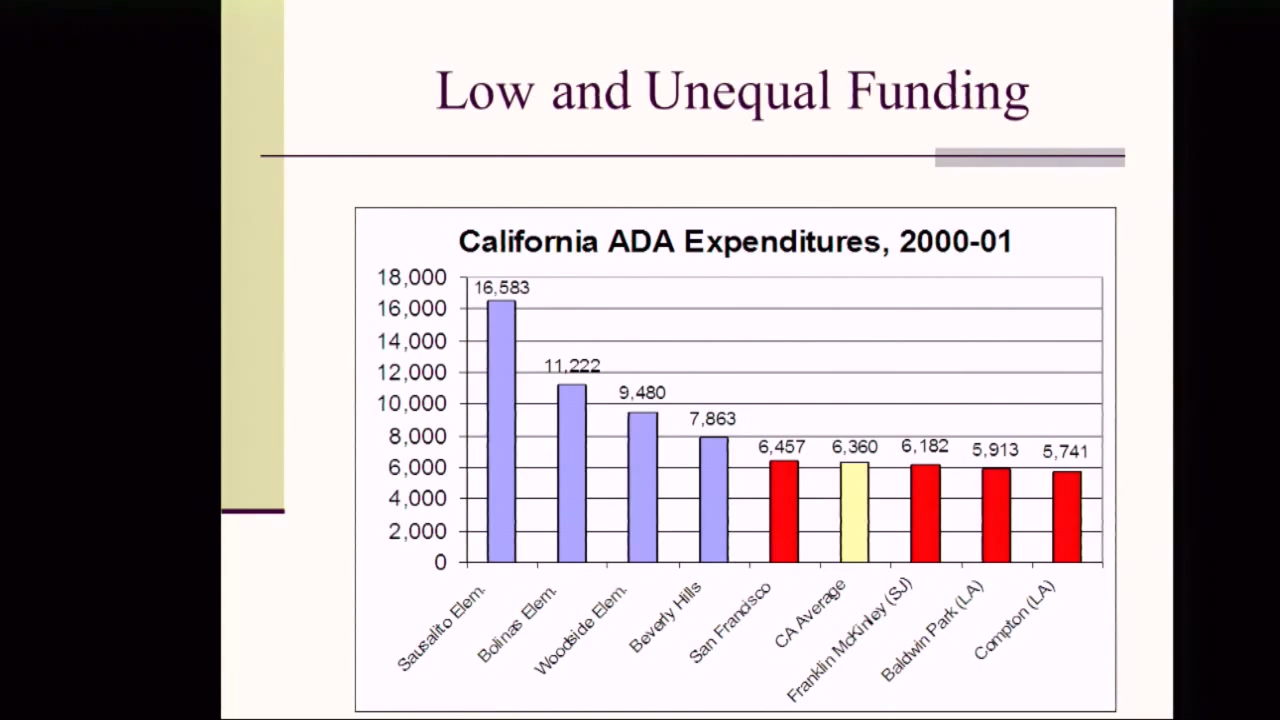 Low and Unequal Funding
California ADA Expenditures, 2000-01
18,000
16,000
14,000
12,000
10,000
8,000
6,000
4,000
2,000
0
16,583
11,222
9,480
7,863
6,457
6,360
6,182
5,913
5,741
Sausalito Elem.
Bolinas Elem.
Woodside Elem.
Beverly Hills
San Francisco
CA Average
Franklin McKinley (SJ)
Baldwin Park (LA)
Compton (LA)